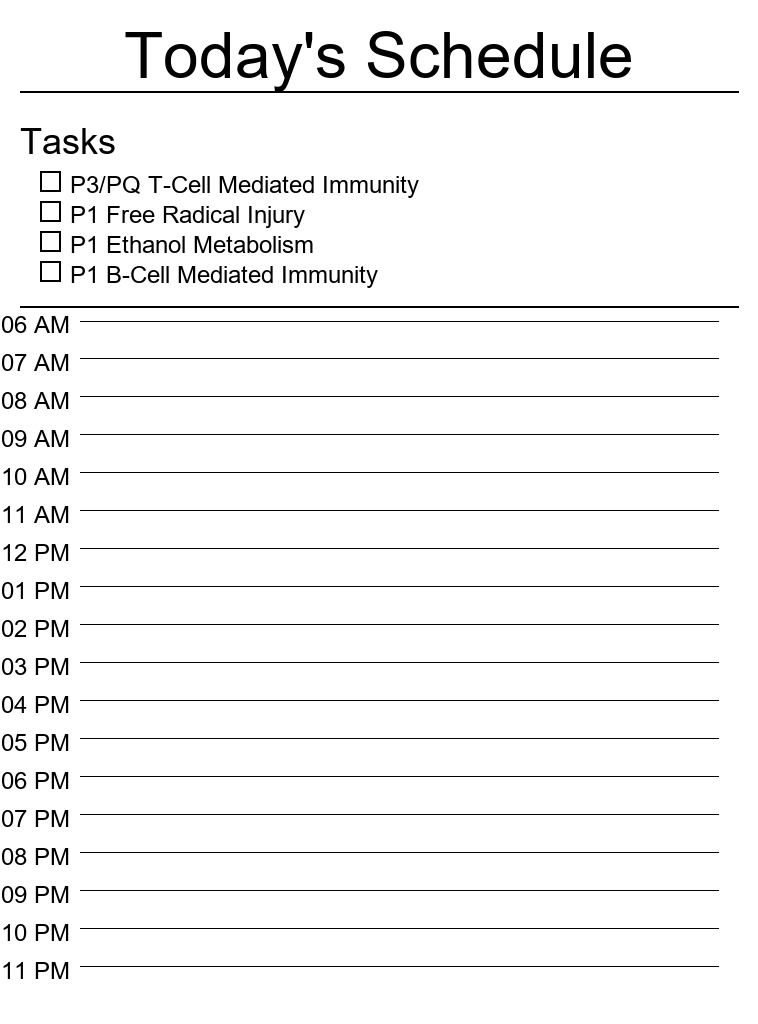 Today's Schedule
Tasks
P3/PQ T-Cell Mediated Immunity
P1 Free Radical Injury
P1 Ethanol Metabolism
P1 B-Cell Mediated Immunity
06 AM
07 AM
08 AM
09 AM
10 AM
11 AM
12 PM
01 PM
02 PM
03 PM
04 PM
05 PM
06 PM
07 PM
08 PM
09 PM
10 PM
11 PM